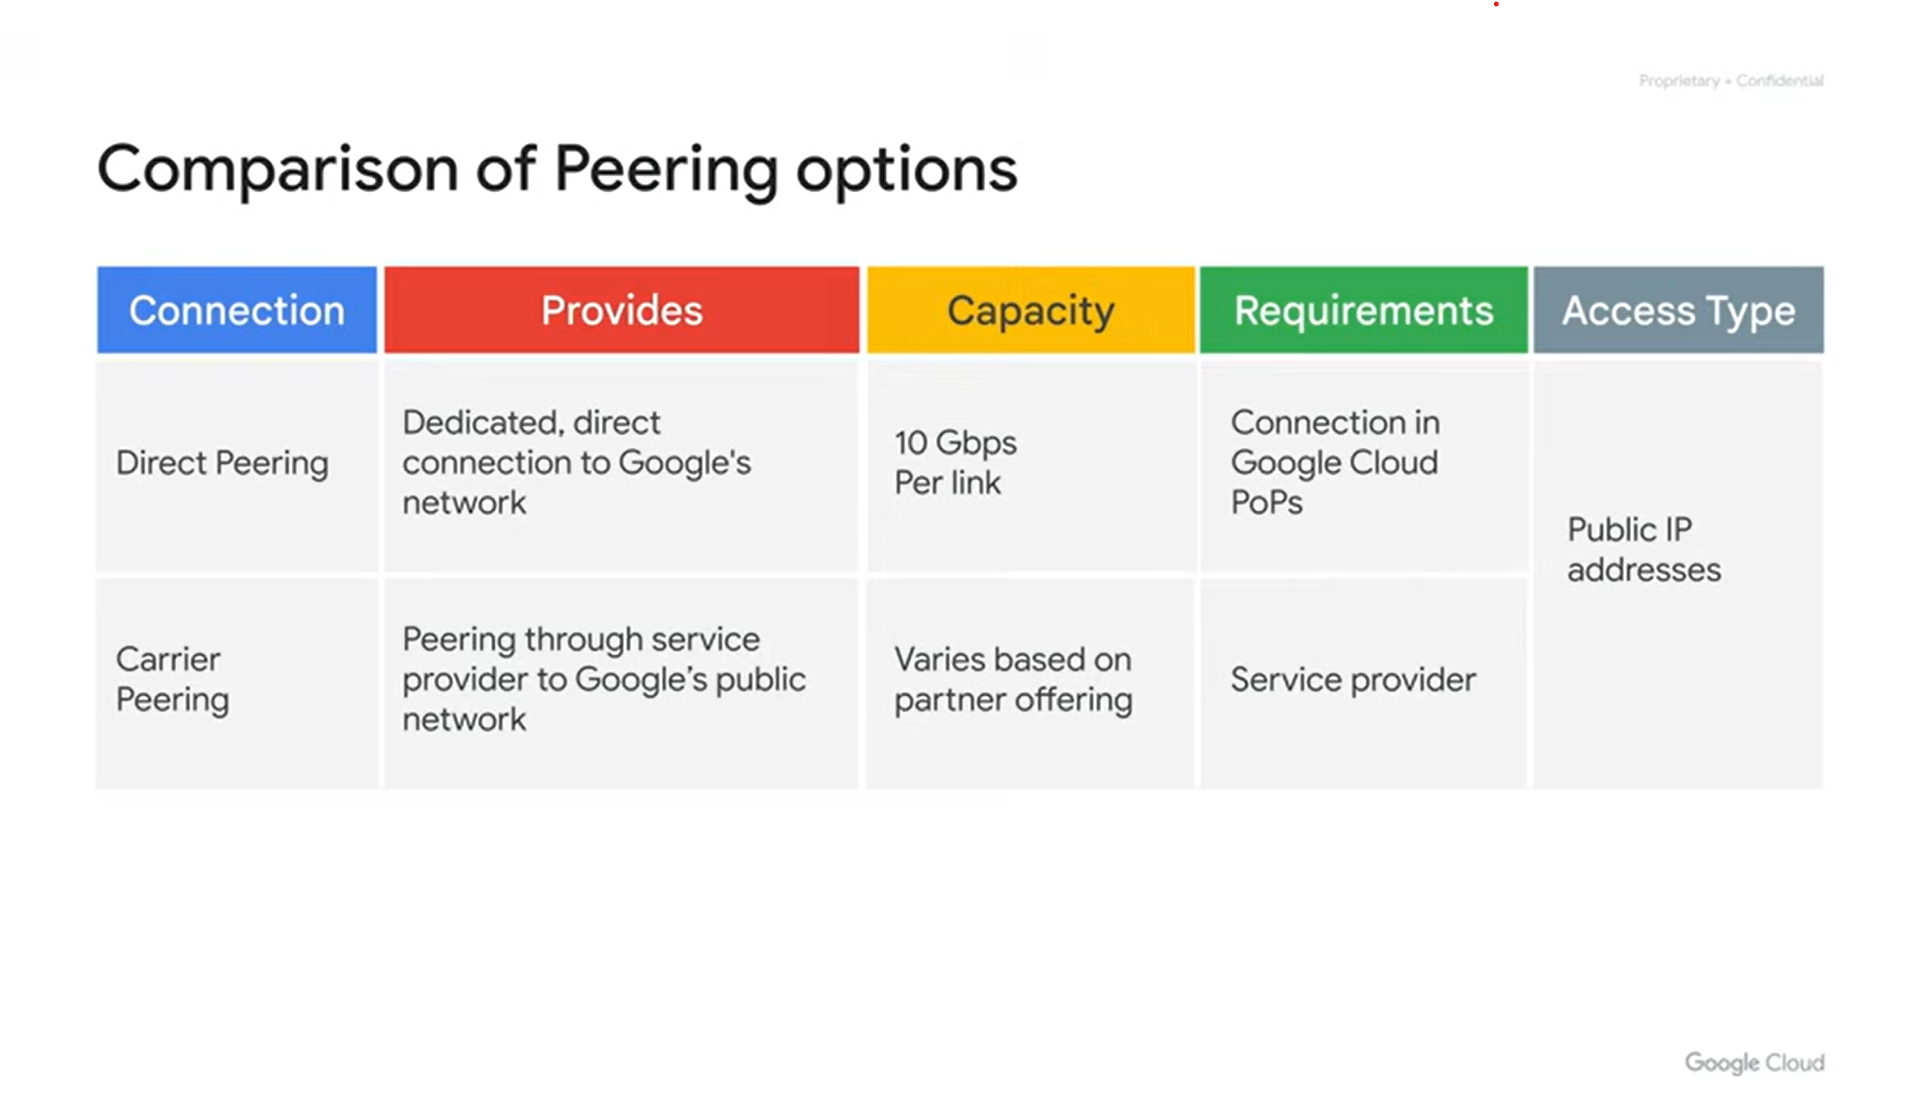 Proprietary + Confidential
Comparison of Peering options
Connection
Provides
Capacity
Requirements
Access Type
Direct Peering
Dedicated, direct
connection to Google's
network
10 Gbps
Per link
Connection in
Google Cloud
PoPs
Public IP
addresses
Carrier
Peering
Peering through service
provider to Google’s public
network
Varies based on
partner offering
Service provider
Google Cloud